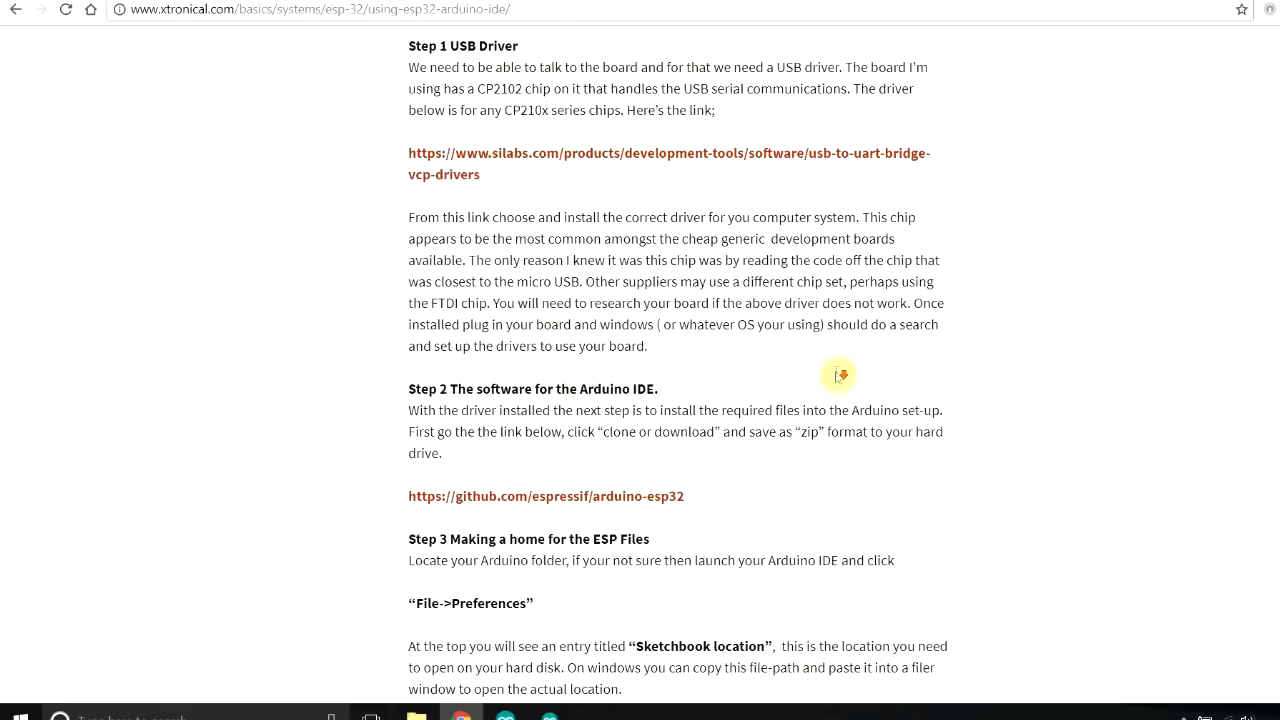 www.xtronical.com/basics/systems/esp-32/using-esp32-arduino-ide/
Step 1 USB Driver
We need to be able to talk to the board and for that we need a USB driver. The board I'm
using has a CP2102 chip on it that handles the USB serial communications. The driver
below is for any CP210x series chips. Here's the link;
https://www.silabs.com/products/development-tools/software/usb-to-uart-bridge-
vcp-drivers
From this link choose and install the correct driver for you computer system. This chip
appears to be the most common amongst the cheap generic  development boards
available. The only reason I knew it was this chip was by reading the code off the chip that
was closest to the micro USB. Other suppliers may use a different chip set, perhaps using
the FTDI chip. You will need to research your board if the above driver does not work. Once
installed plug in your board and windows ( or whatever OS your using) should do a search
and set up the drivers to use your board.
Step 2 The software for the Arduino IDE.
With the driver installed the next step is to install the required files into the Arduino set-up.
First go the the link below, click “clone or download” and save as “zip” format to your hard
drive.
https://github.com/espressif/arduino-esp32
Step 3 Making a home for the ESP Files
Locate your Arduino folder, if your not sure then launch your Arduino IDE and click
“File->Preferences”
At the top you will see an entry titled “Sketchbook location”,  this is the location you need
to open on your hard disk. On windows you can copy this file-path and paste it into a filer
window to open the actual location.